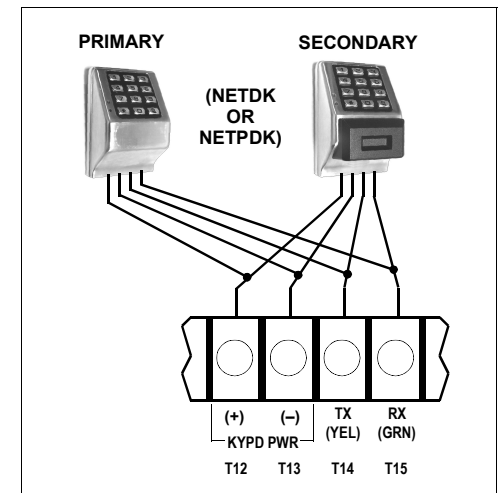 PRIMARY
SECONDARY
(NETDK
OR
NETPDK)
(+) (–) TX RX
(YEL) (GRN)
KYPD PWR
T12 T13 T14 T15